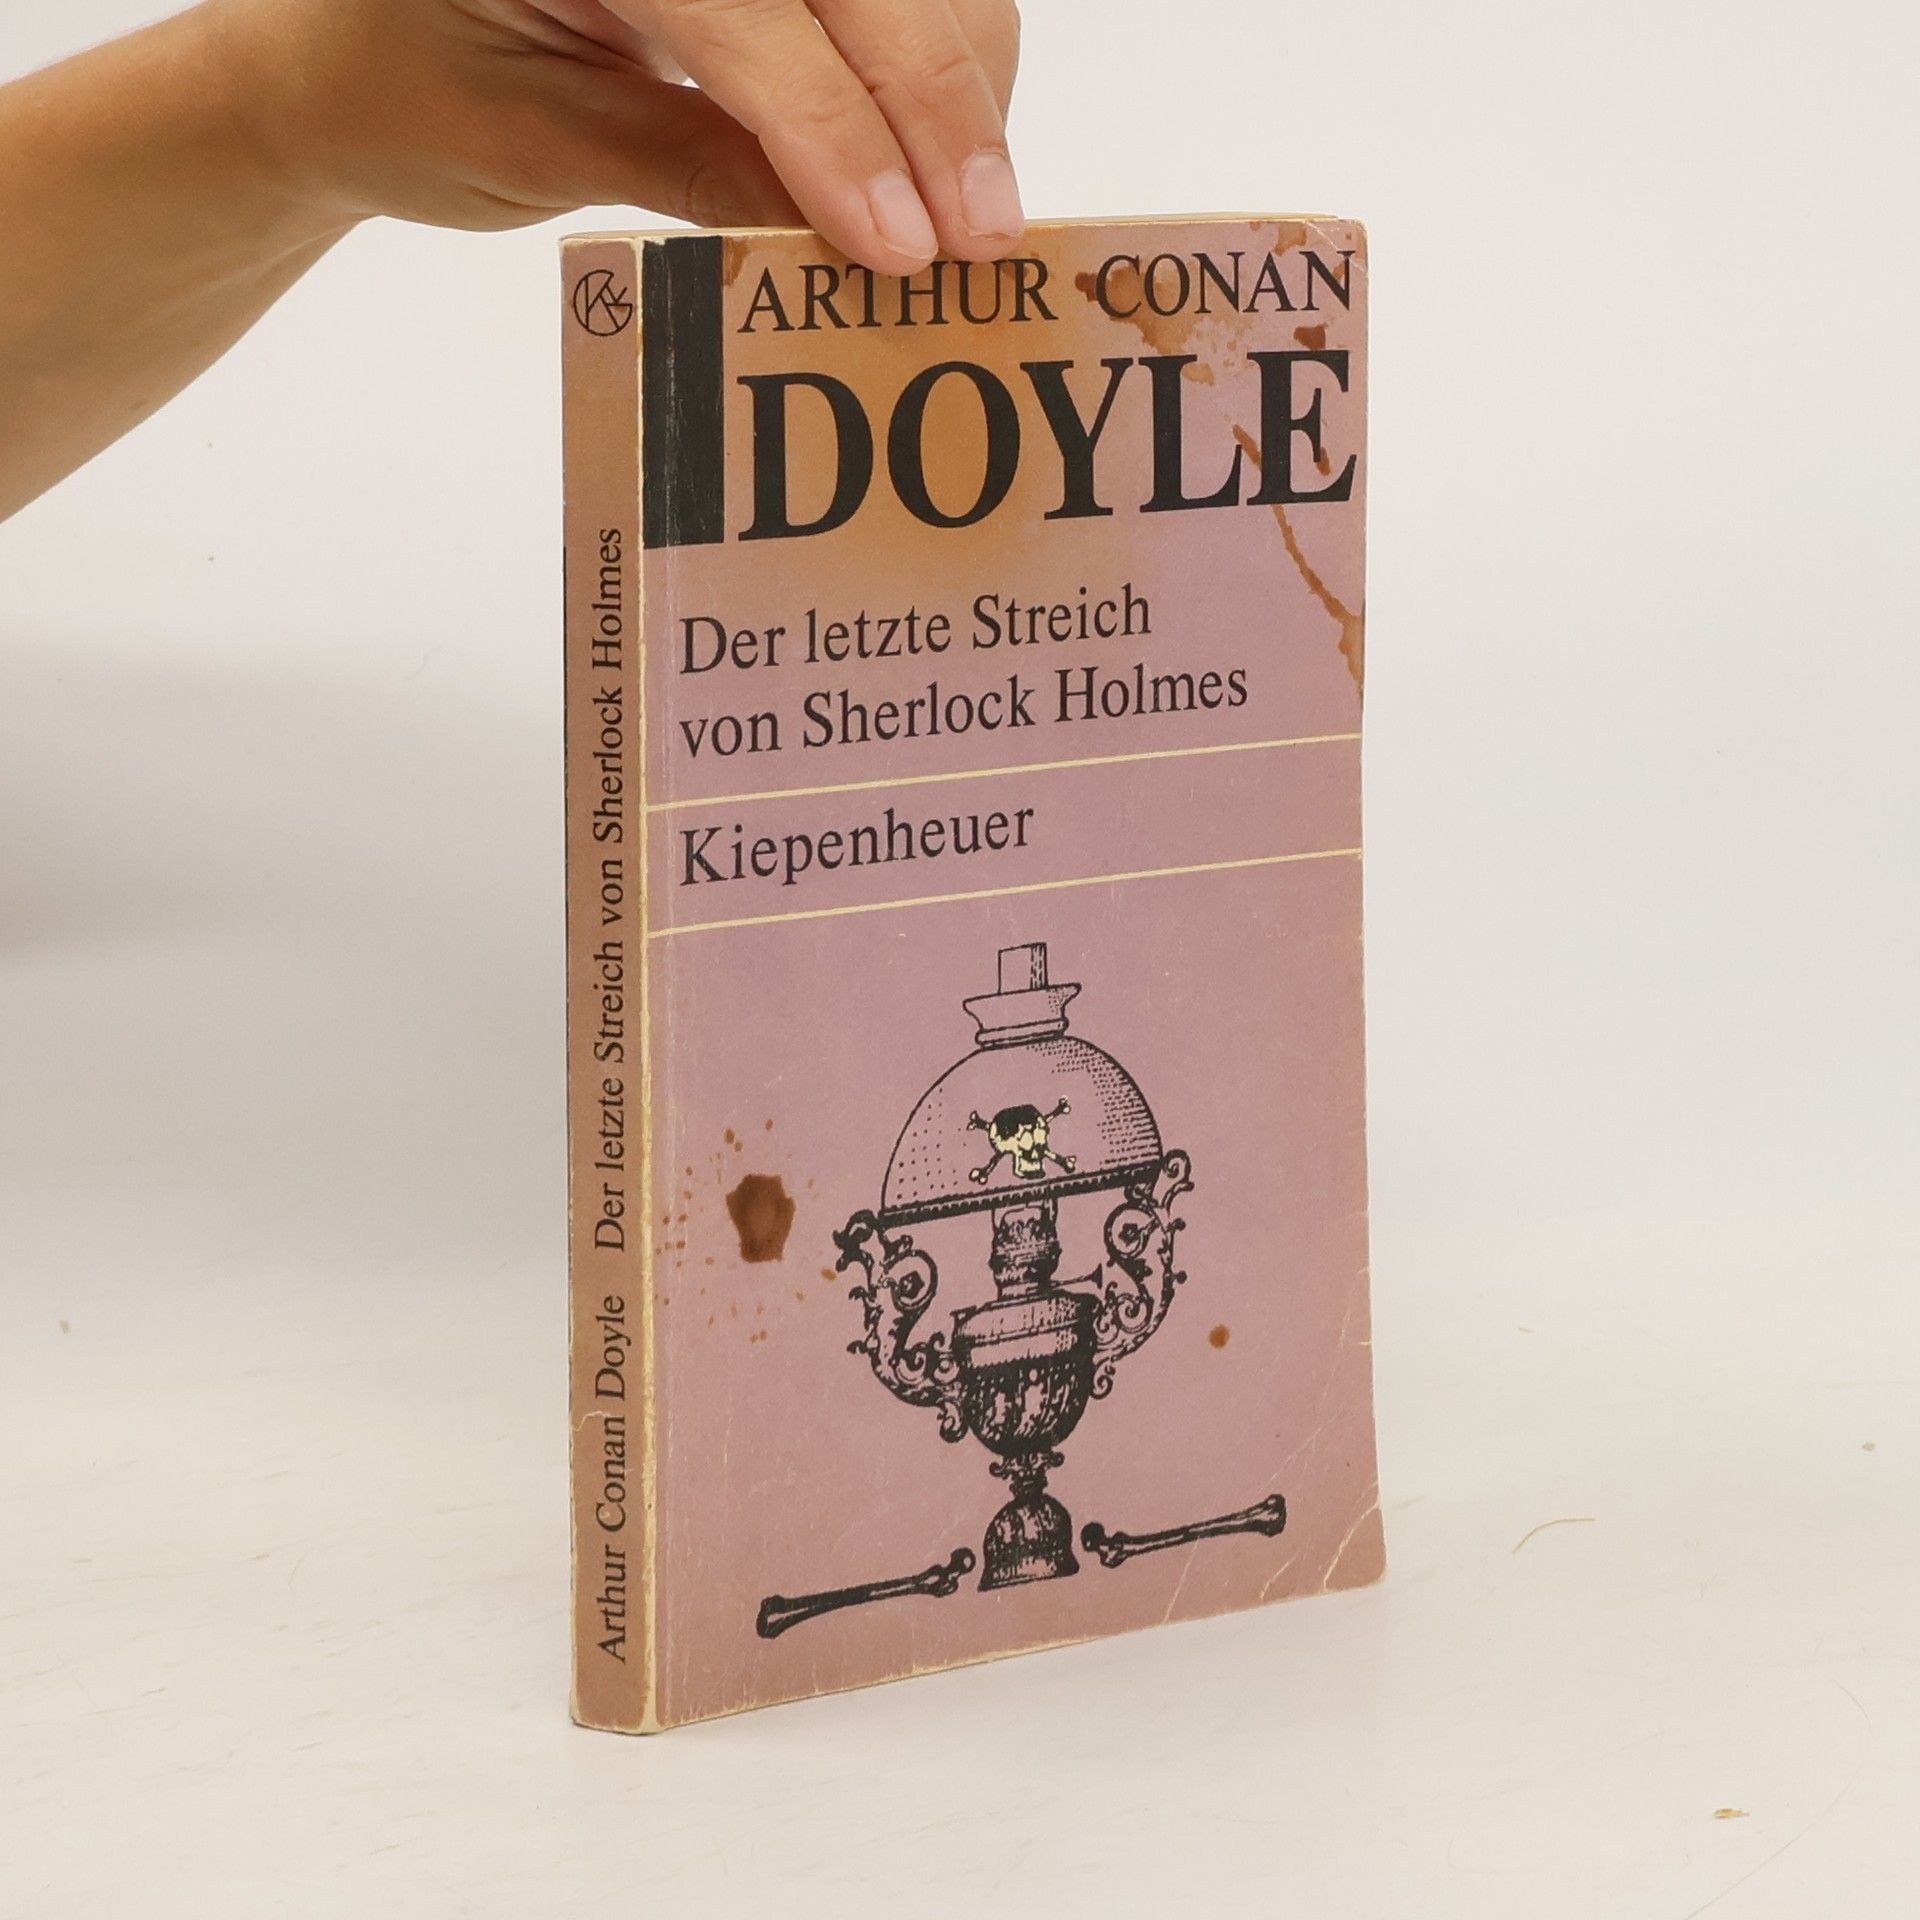 ARTHUR CONAN
DOYLE
Der letzte Streich
von Sherlock Holmes
Kiepenheuer
Arthur Conan Doyle Der letzte Streich von Sherlock Holmes